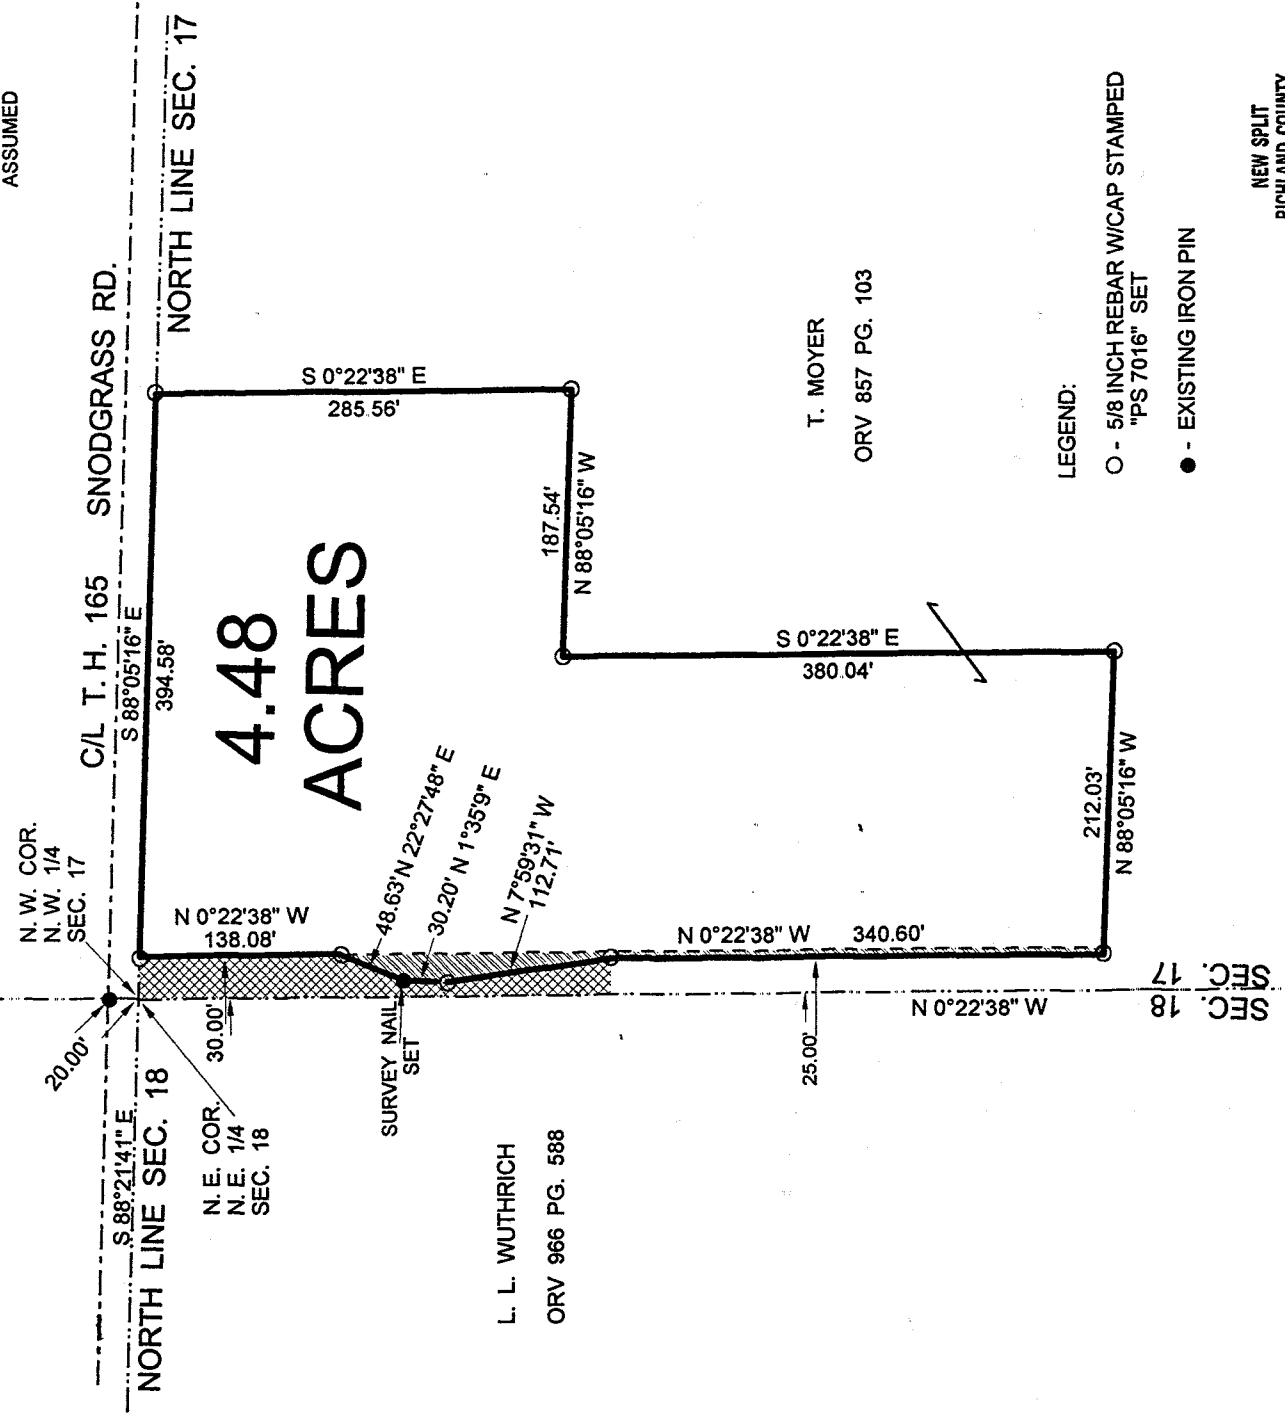 ASSUMED
NORTH LINE SEC. 17
C/L T. H. 165 SNODGRASS RD.
S 88°05'16" E
394.58'
N. W. COR.
N. W. 1/4
SEC. 17
20.00'
S 88°21'41" E
NORTH LINE SEC. 18
N. E. COR.
N. E. 1/4
SEC. 18
30.00'
N 0°22'38" W
138.08'
4.48
ACRES
S 0°22'38" E
285.56'
187.54'
N 88°05'16" W
48.63' N 22°27'48" E
30.20' N 1°35'9" E
N 7°59'31" W
112.71'
SURVEY NAIL
SET
N 0°22'38" W 340.60'
S 0°22'38" E
380.04'
212.03'
N 88°05'16" W
25.00'
N 0°22'38" W
SEC. 17
SEC. 18
L. L. WUTHRICH
ORV 966 PG. 588
T. MOYER
ORV 857 PG. 103
LEGEND:
O - 5/8 INCH REBAR W/CAP STAMPED
"PS 7016" SET
● - EXISTING IRON PIN
NEW SPLIT
RICHLAND COUNTY